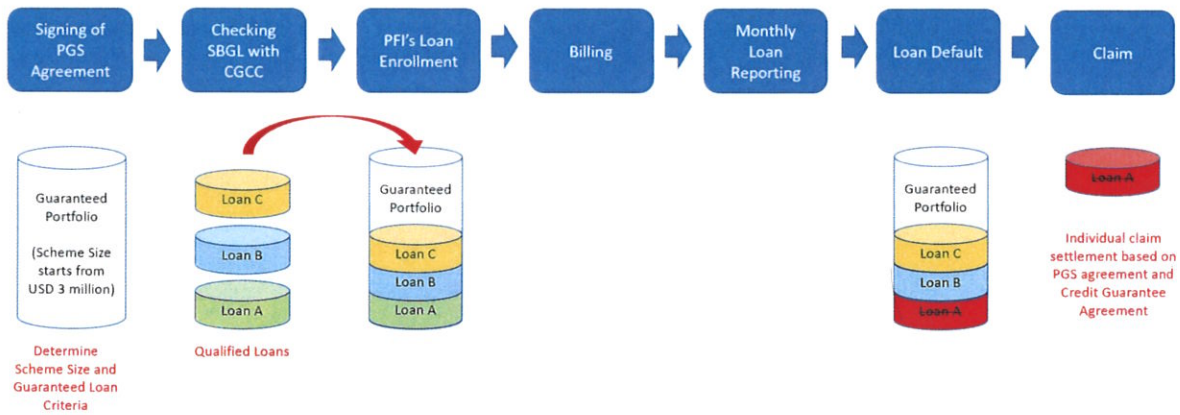 Signing of
PGS
Agreement
Checking
SBGL with
CGCC
PFI's Loan
Enrollment
Billing
Monthly
Loan
Reporting
Loan Default
Claim
Guaranteed
Portfolio
(Scheme Size
starts from
USD 3 million)
Determine
Scheme Size and
Guaranteed Loan
Criteria
Loan C
Loan B
Loan A
Qualified Loans
Guaranteed
Portfolio
Loan C
Loan B
Loan A
Guaranteed
Portfolio
Loan C
Loan B
Loan A
Loan A
Individual claim
settlement based on
PGS agreement and
Credit Guarantee
Agreement